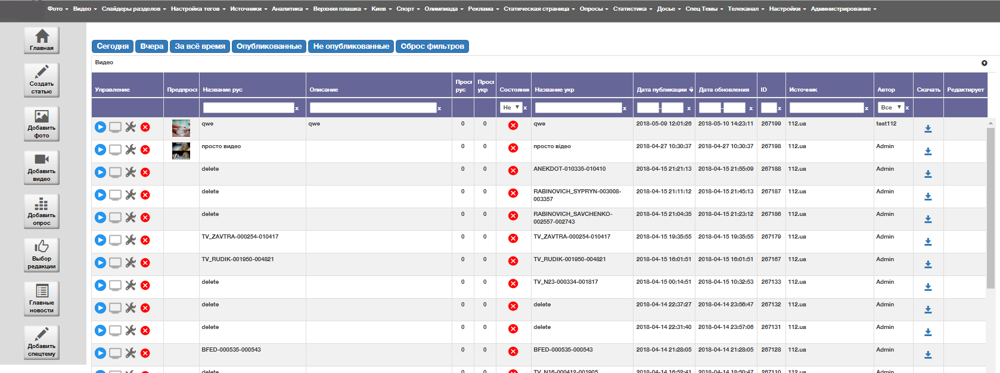 Фото Видео Слайдеры разделов Настройка тегов Источники Аналитика Верхняя плашка Киев Спорт Олимпиада Реклама Статическая страница Опросы Статистика Досье Спец Темы Телеканал Настройки Администрирование
Главная
Создать
статью
Добавить
фото
Добавить
видео
Добавить
опрос
Выбор
редакции
Главные
новости
Добавить
спецтему
Сегодня Вчера За всё время Опубликованные Не опубликованные Сброс фильтров
Видео
Управление Предпрос Название рус Описание Прос рус Прос укр Состояни Название укр Дата публикации Дата обновления ID Источник Автор Скачать Редактирует
x x Не x x - x - x x x Все x
qwe qwe 0 0 qwe 2018-05-09 12:01:26 2018-05-10 14:23:11 267199 112.ua test112
просто видео 0 0 просто відео 2018-04-27 10:30:37 2018-04-27 10:30:37 267198 112.ua Admin
delete 0 0 ANEKDOT-010335-010410 2018-04-15 21:21:13 2018-04-15 21:55:09 267188 112.ua Admin
delete 0 0 RABINOVICH_SYPRYN-003008- 2018-04-15 21:11:12 2018-04-15 21:45:13 267187 112.ua Admin
003357
delete 0 0 RABINOVICH_SAVCHENKO- 2018-04-15 21:04:35 2018-04-15 21:23:12 267186 112.ua Admin
002557-002743
TV_ZAVTRA-000254-010417 0 0 TV_ZAVTRA-000254-010417 2018-04-15 19:35:55 2018-04-15 19:35:55 267179 112.ua Admin
TV_RUDIK-001950-004821 0 0 TV_RUDIK-001950-004821 2018-04-15 16:01:51 2018-04-15 16:01:51 267167 112.ua Admin
delete 0 0 TV_N23-000334-001817 2018-04-15 00:14:51 2018-04-15 10:32:53 267133 112.ua Admin
delete 0 0 delete 2018-04-14 22:37:27 2018-04-14 23:56:47 267132 112.ua Admin
delete 0 0 delete 2018-04-14 22:31:40 2018-04-14 23:57:06 267131 112.ua Admin
BFED-000535-000543 0 0 BFED-000535-000543 2018-04-14 21:28:05 2018-04-14 21:28:05 267128 112.ua Admin
delete 0 0 TV_N16-000412-001905 2018-04-14 16:52:41 2018-04-14 18:50:47 267110 112.ua Admin